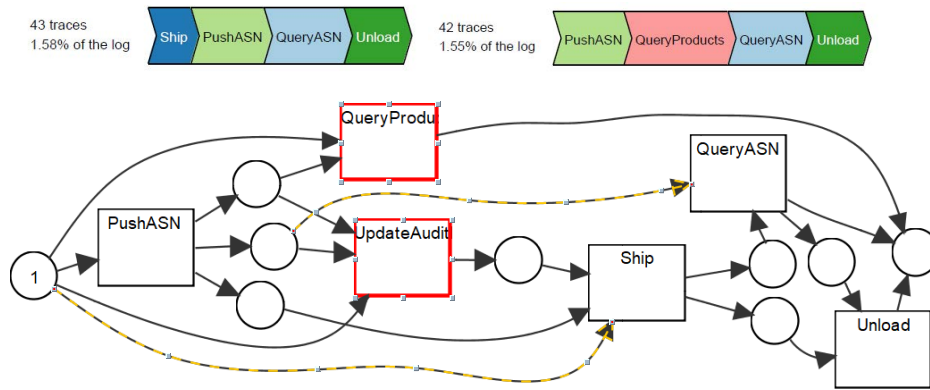 43 traces
1.58% of the log
Ship PushASN QueryASN Unload
42 traces
1.55% of the log
PushASN QueryProducts QueryASN Unload
QueryProdu
QueryASN
PushASN
UpdateAudit
Ship
1
Unload